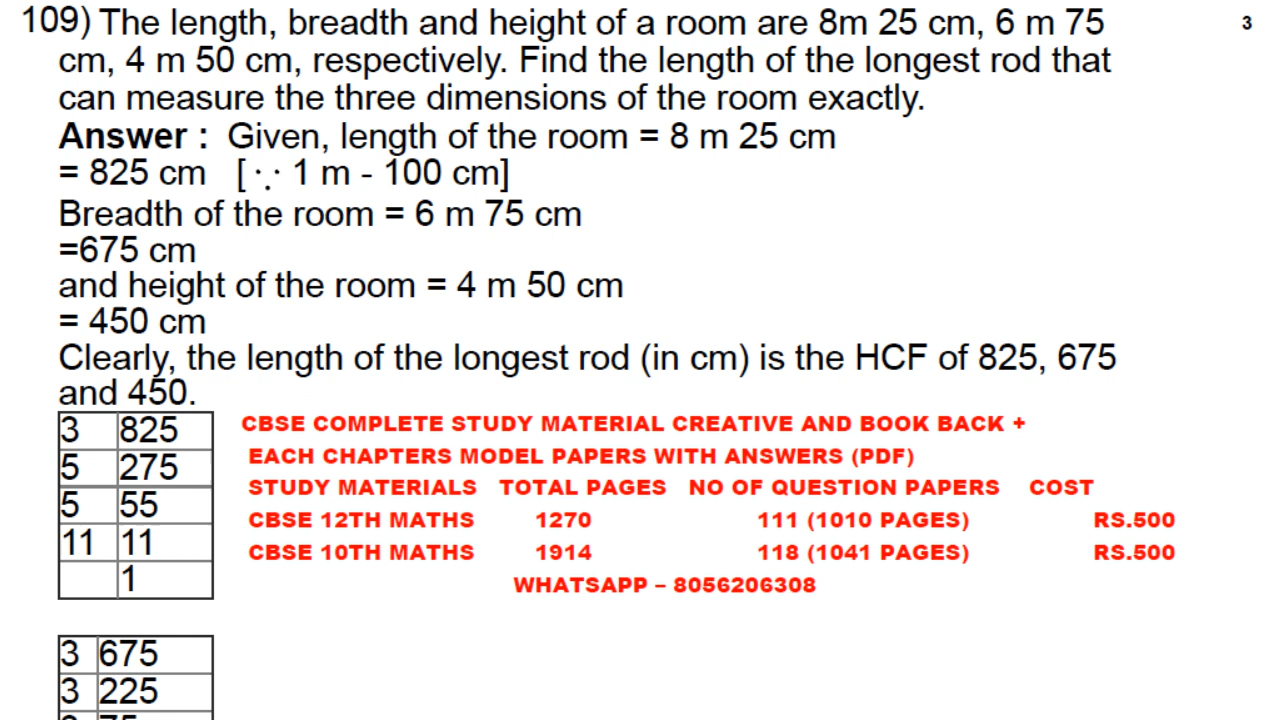 109) The length, breadth and height of a room are 8m 25 cm, 6 m 75 3
cm, 4 m 50 cm, respectively. Find the length of the longest rod that
can measure the three dimensions of the room exactly.
Answer : Given, length of the room = 8 m 25 cm
= 825 cm [∵ 1 m - 100 cm]
Breadth of the room = 6 m 75 cm
=675 cm
and height of the room = 4 m 50 cm
= 450 cm
Clearly, the length of the longest rod (in cm) is the HCF of 825, 675
and 450.
3 825
5 275
5 55
11 11
1
CBSE COMPLETE STUDY MATERIAL CREATIVE AND BOOK BACK +
EACH CHAPTERS MODEL PAPERS WITH ANSWERS (PDF)
STUDY MATERIALS TOTAL PAGES NO OF QUESTION PAPERS COST
CBSE 12TH MATHS 1270 111 (1010 PAGES) RS.500
CBSE 10TH MATHS 1914 118 (1041 PAGES) RS.500
WHATSAPP – 8056206308
3 675
3 225